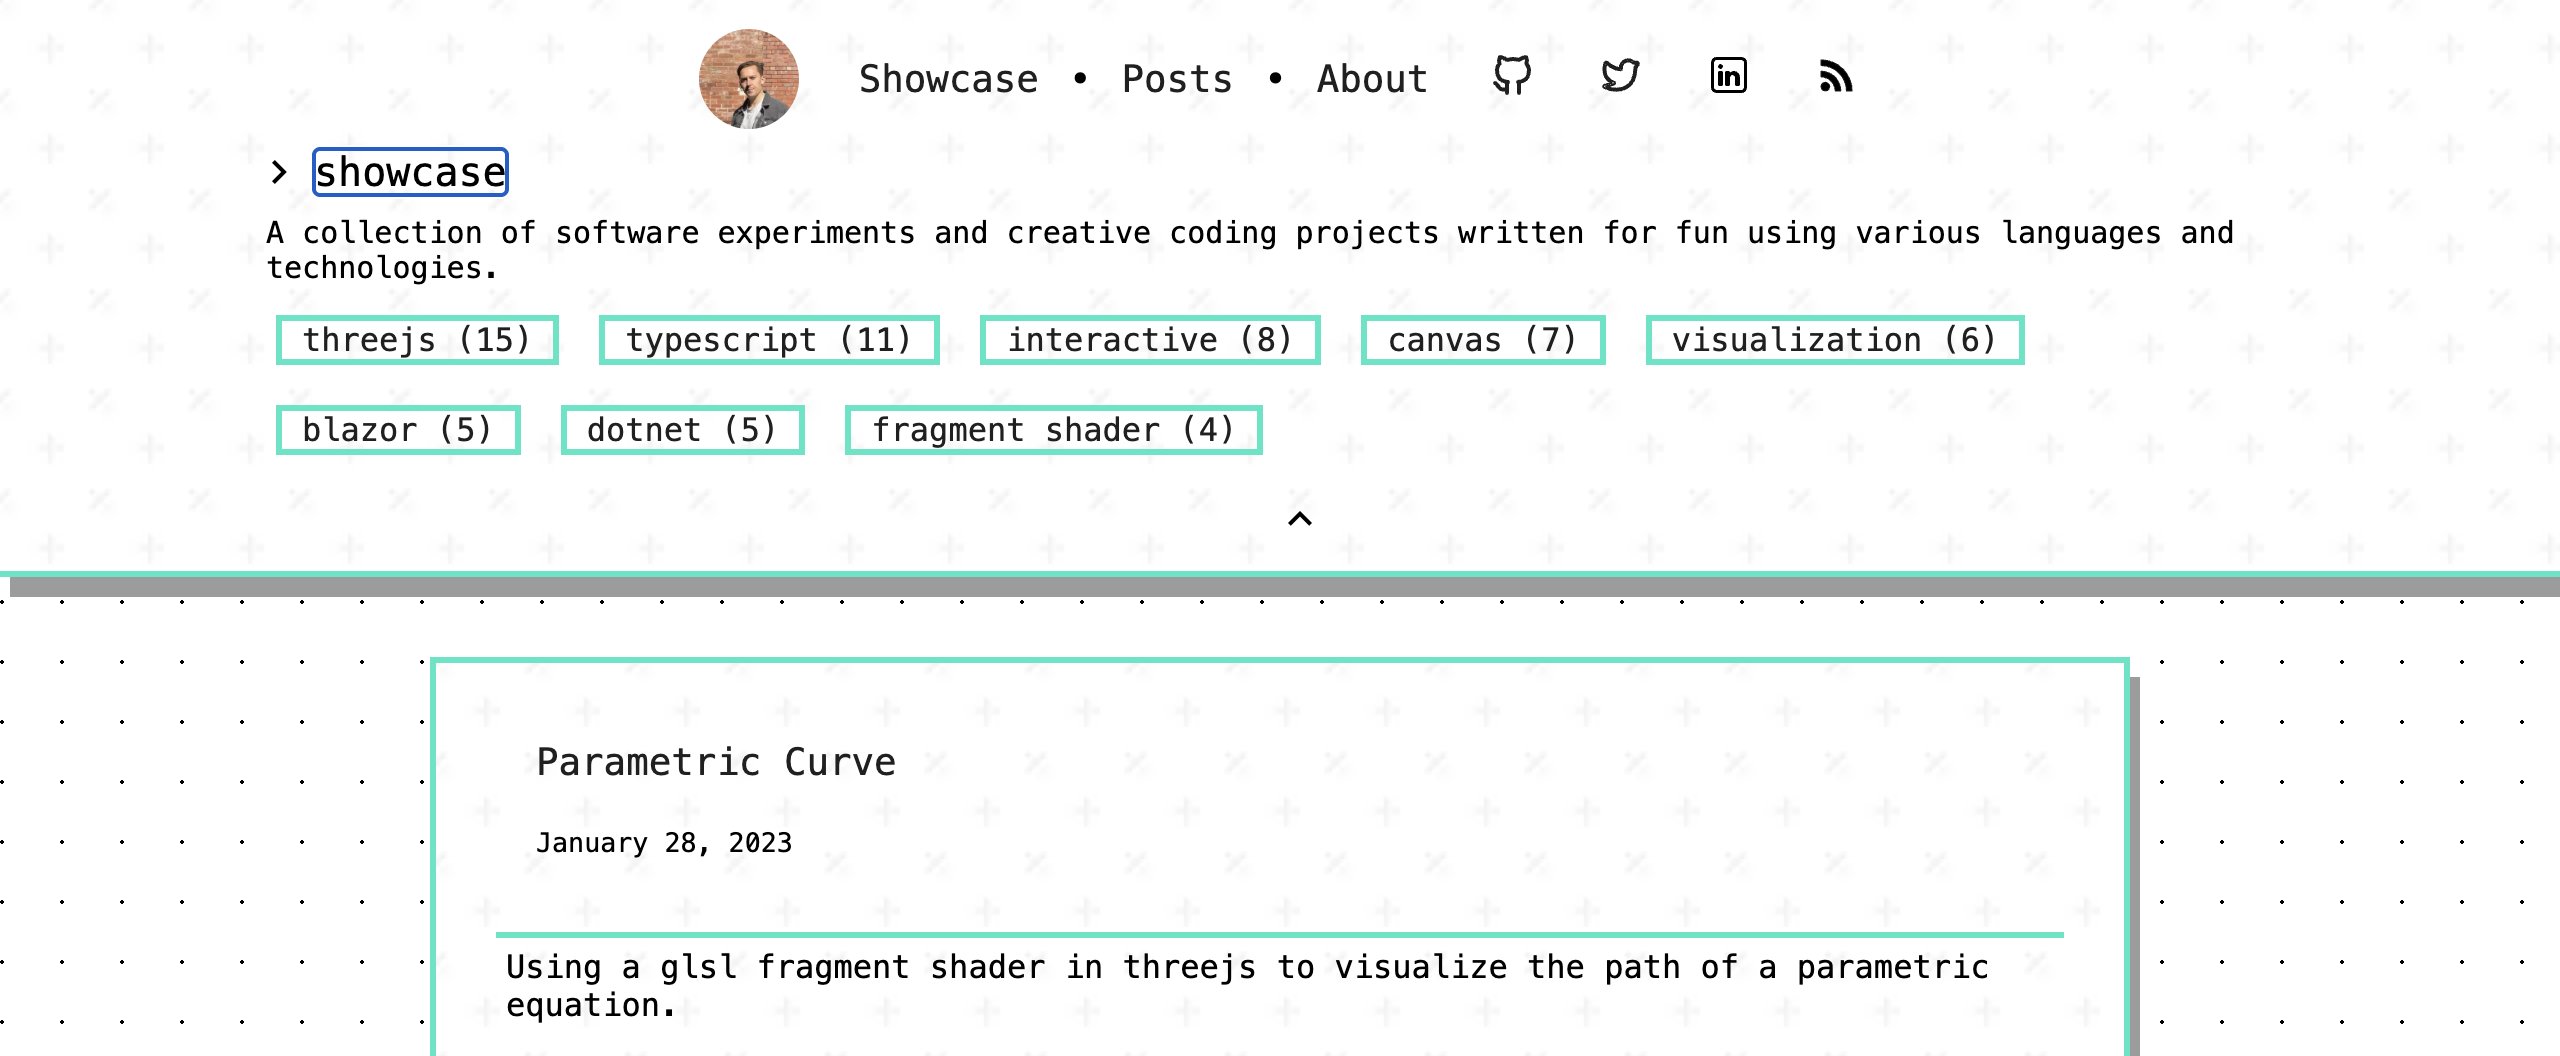 Showcase • Posts • About
> showcase
A collection of software experiments and creative coding projects written for fun using various languages and
technologies.
threejs (15) typescript (11) interactive (8) canvas (7) visualization (6)
blazor (5) dotnet (5) fragment shader (4)
Parametric Curve
January 28, 2023
Using a glsl fragment shader in threejs to visualize the path of a parametric
equation.